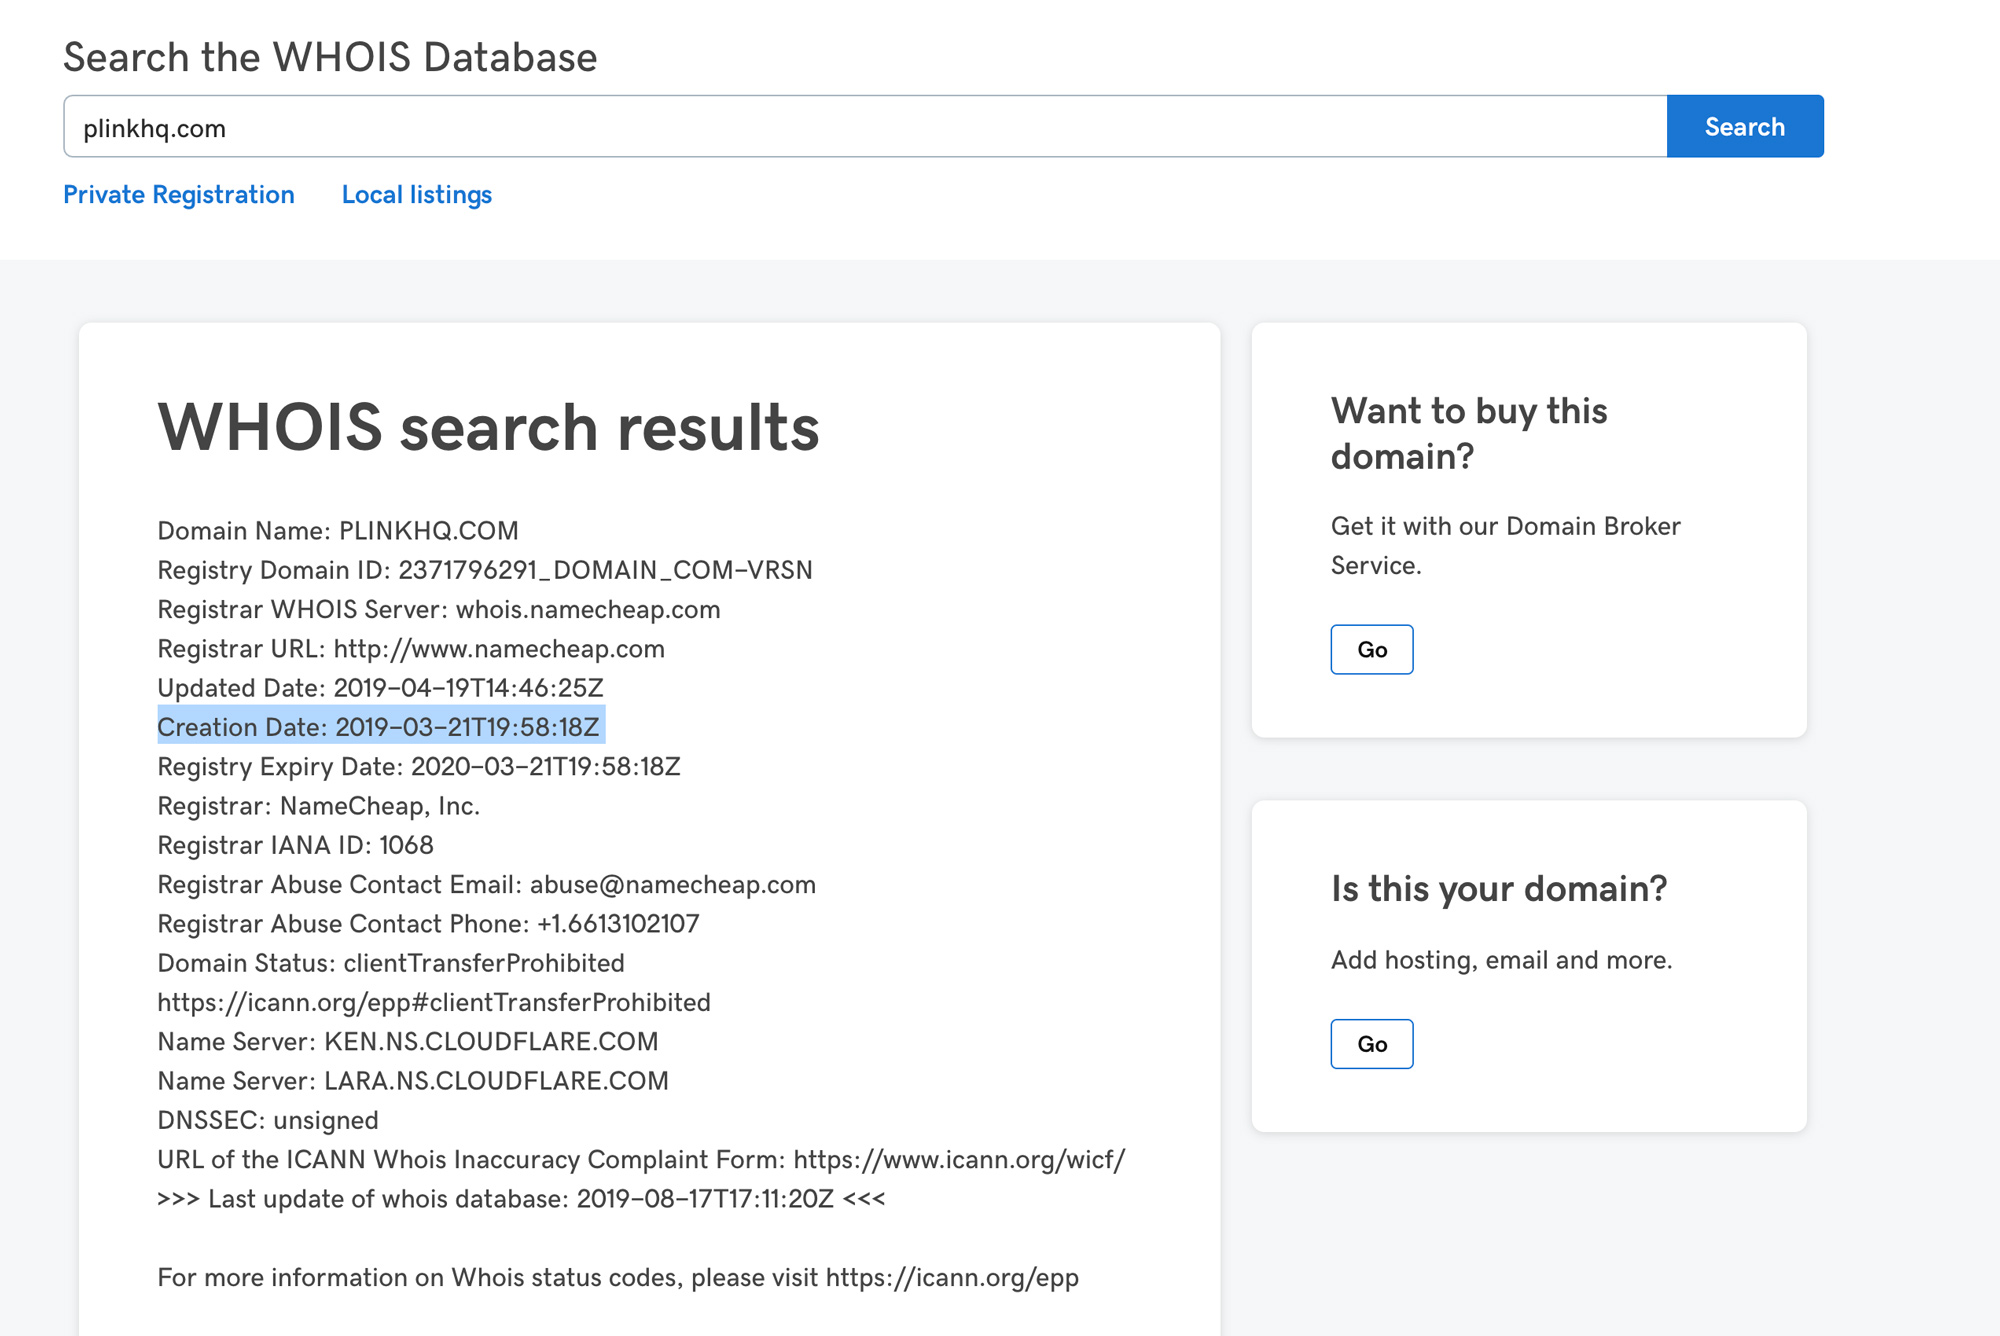 Search the WHOIS Database
plinkhq.com
Search
Private Registration
Local listings
WHOIS search results
Domain Name: PLINKHQ.COM
Registry Domain ID: 2371796291_DOMAIN_COM-VRSN
Registrar WHOIS Server: whois.namecheap.com
Registrar URL: http://www.namecheap.com
Updated Date: 2019-04-19T14:46:25Z
Creation Date: 2019-03-21T19:58:18Z
Registry Expiry Date: 2020-03-21T19:58:18Z
Registrar: NameCheap, Inc.
Registrar IANA ID: 1068
Registrar Abuse Contact Email: abuse@namecheap.com
Registrar Abuse Contact Phone: +1.6613102107
Domain Status: clientTransferProhibited
https://icann.org/epp#clientTransferProhibited
Name Server: KEN.NS.CLOUDFLARE.COM
Name Server: LARA.NS.CLOUDFLARE.COM
DNSSEC: unsigned
URL of the ICANN Whois Inaccuracy Complaint Form: https://www.icann.org/wicf/
>>> Last update of whois database: 2019-08-17T17:11:20Z <<<
For more information on Whois status codes, please visit https://icann.org/epp
Want to buy this
domain?
Get it with our Domain Broker
Service.
Go
Is this your domain?
Add hosting, email and more.
Go